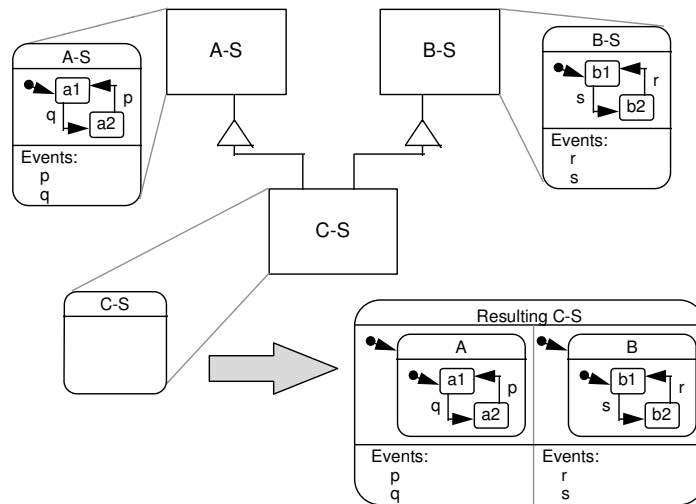 A-S
a1
p
q
a2
Events:
p
q
A-S
B-S
B-S
b1
r
s
b2
Events:
r
s
C-S
C-S
Resulting C-S
A
a1
p
q
a2
Events:
p
q
B
b1
r
s
b2
Events:
r
s